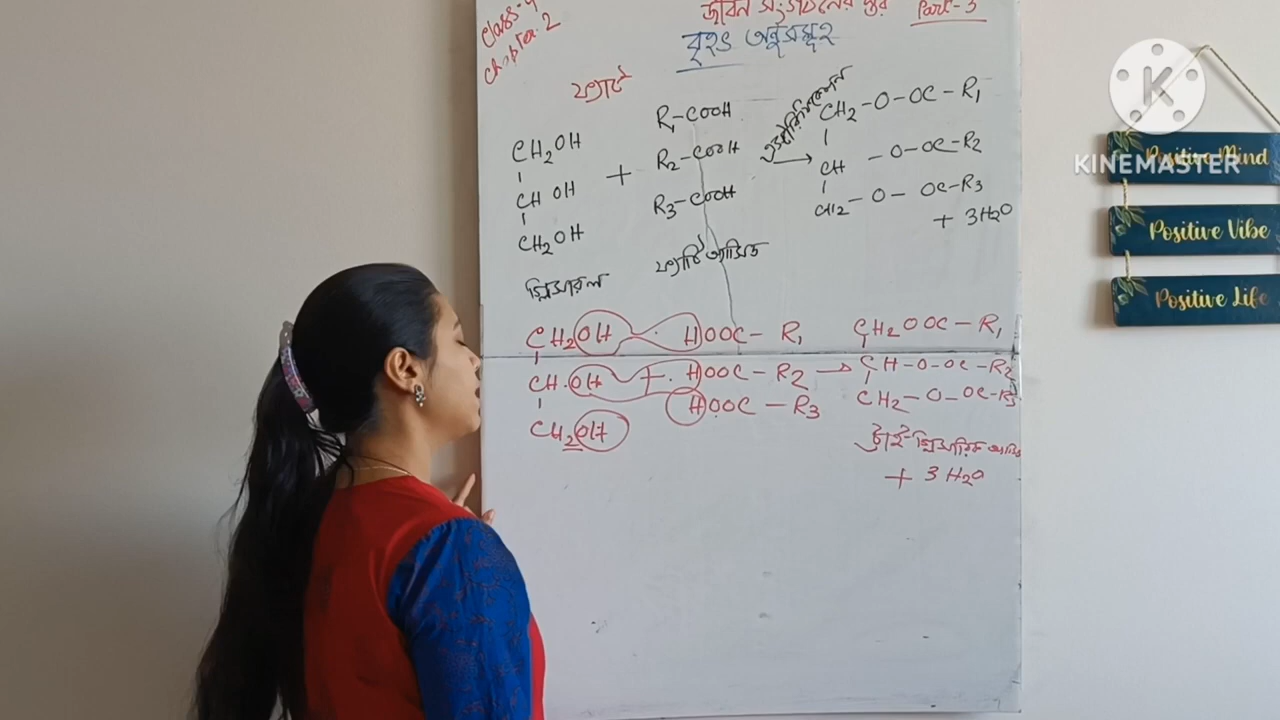 Class-9
Chapter-2
জীবন সংগঠনের স্তর Part-3
বৃহৎ অনুসমূহ
ফ্যাট
CH2OH
CH OH
CH2OH
গ্লিসারল
+
R1-COOH
R2-COOH
R3-COOH
ফ্যাটি অ্যাসিড
এস্টারিফিকেশন
CH2-O-OC-R1
CH -O-OC-R2
CH2-O-OC-R3
+ 3H2O
CH2OH HOOC-R1 CH2OOC-R1
CH-OH + HOOC-R2 → CH-O-OC-R2
CH2OH HOOC-R3 CH2-O-OC-R3
ট্রাই-গ্লিসারিক
+ 3H2O
K
KINEMASTER
Positive Mind
Positive Vibe
Positive Life